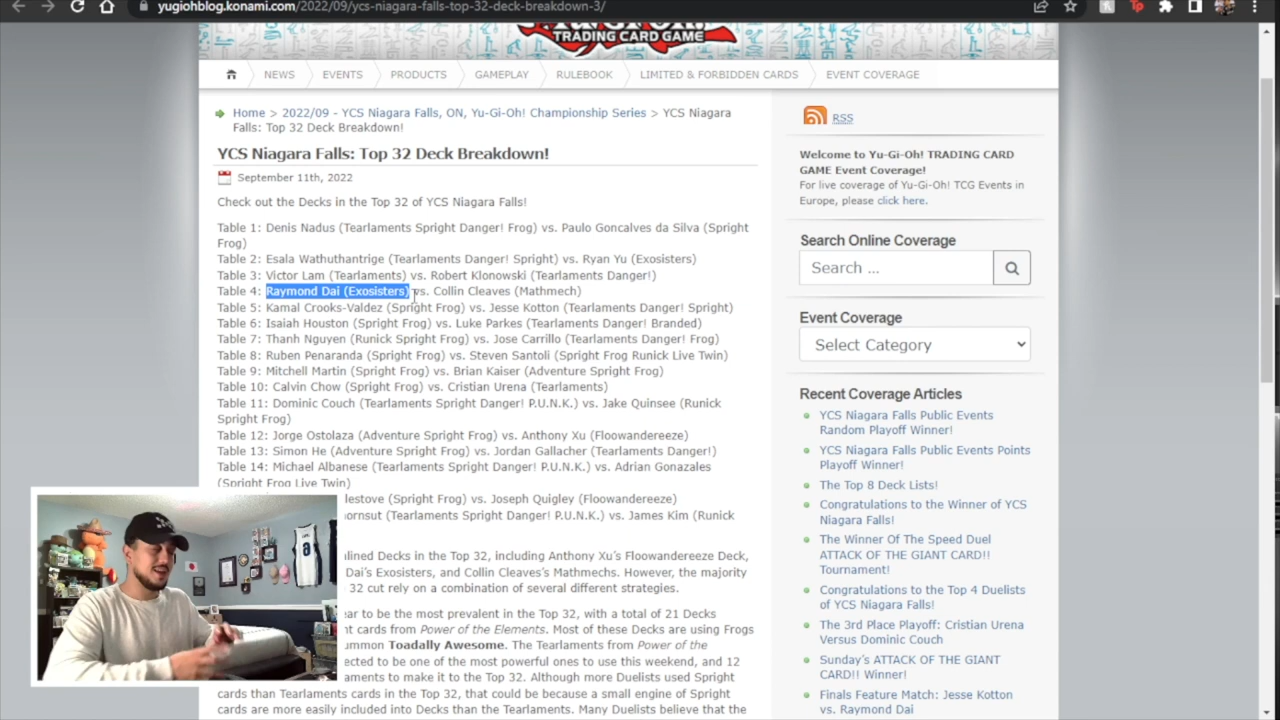 yugiohblog.konami.com/2022/09/ycs-niagara-falls-top-32-deck-breakdown-3/
TRADING CARD GAME
NEWS
EVENTS
PRODUCTS
GAMEPLAY
RULEBOOK
LIMITED & FORBIDDEN CARDS
EVENT COVERAGE
Home > 2022/09 - YCS Niagara Falls, ON, Yu-Gi-Oh! Championship Series > YCS Niagara
Falls: Top 32 Deck Breakdown!
YCS Niagara Falls: Top 32 Deck Breakdown!
September 11th, 2022
Check out the Decks in the Top 32 of YCS Niagara Falls!
Table 1: Denis Nadus (Tearlaments Spright Danger! Frog) vs. Paulo Goncalves da Silva (Spright
Frog)
Table 2: Esala Wathuthantrige (Tearlaments Danger! Spright) vs. Ryan Yu (Exosisters)
Table 3: Victor Lam (Tearlaments) vs. Robert Klonowski (Tearlaments Danger!)
Table 4: Raymond Dai (Exosisters) vs. Collin Cleaves (Mathmech)
Table 5: Kamal Crooks-Valdez (Spright Frog) vs. Jesse Kotton (Tearlaments Danger! Spright)
Table 6: Isaiah Houston (Spright Frog) vs. Luke Parkes (Tearlaments Danger! Branded)
Table 7: Thanh Nguyen (Runick Spright Frog) vs. Jose Carrillo (Tearlaments Danger! Frog)
Table 8: Ruben Penaranda (Spright Frog) vs. Steven Santoli (Spright Frog Runick Live Twin)
Table 9: Mitchell Martin (Spright Frog) vs. Brian Kaiser (Adventure Spright Frog)
Table 10: Calvin Chow (Spright Frog) vs. Cristian Urena (Tearlaments)
Table 11: Dominic Couch (Tearlaments Spright Danger! P.U.N.K.) vs. Jake Quinsee (Runick
Spright Frog)
Table 12: Jorge Ostolaza (Adventure Spright Frog) vs. Anthony Xu (Floowandereeze)
Table 13: Simon He (Adventure Spright Frog) vs. Jordan Gallacher (Tearlaments Danger!)
Table 14: Michael Albanese (Tearlaments Spright Danger! P.U.N.K.) vs. Adrian Gonazales
(Spright Frog Live Twin)
lestove (Spright Frog) vs. Joseph Quigley (Floowandereeze)
hornsut (Tearlaments Spright Danger! P.U.N.K.) vs. James Kim (Runick
lined Decks in the Top 32, including Anthony Xu's Floowandereeze Deck,
Dai's Exosisters, and Collin Cleaves's Mathmechs. However, the majority
32 cut rely on a combination of several different strategies.
ear to be the most prevalent in the Top 32, with a total of 21 Decks
nt cards from Power of the Elements. Most of these Decks are using Frogs
ummon Toadally Awesome. The Tearlaments from Power of the
ected to be one of the most powerful ones to use this weekend, and 12
aments to make it to the Top 32. Although more Duelists used Spright
cards than Tearlaments cards in the Top 32, that could be because a small engine of Spright
cards are more easily included into Decks than the Tearlaments. Many Duelists believe that the
RSS
Welcome to Yu-Gi-Oh! TRADING CARD
GAME Event Coverage!
For live coverage of Yu-Gi-Oh! TCG Events in
Europe, please click here.
Search Online Coverage
Search ...
Event Coverage
Select Category
Recent Coverage Articles
YCS Niagara Falls Public Events
Random Playoff Winner!
YCS Niagara Falls Public Events Points
Playoff Winner!
The Top 8 Deck Lists!
Congratulations to the Winner of YCS
Niagara Falls!
The Winner Of The Speed Duel
ATTACK OF THE GIANT CARD!!
Tournament!
Congratulations to the Top 4 Duelists
of YCS Niagara Falls!
The 3rd Place Playoff: Cristian Urena
Versus Dominic Couch
Sunday's ATTACK OF THE GIANT
CARD!! Winner!
Finals Feature Match: Jesse Kotton
vs. Raymond Dai